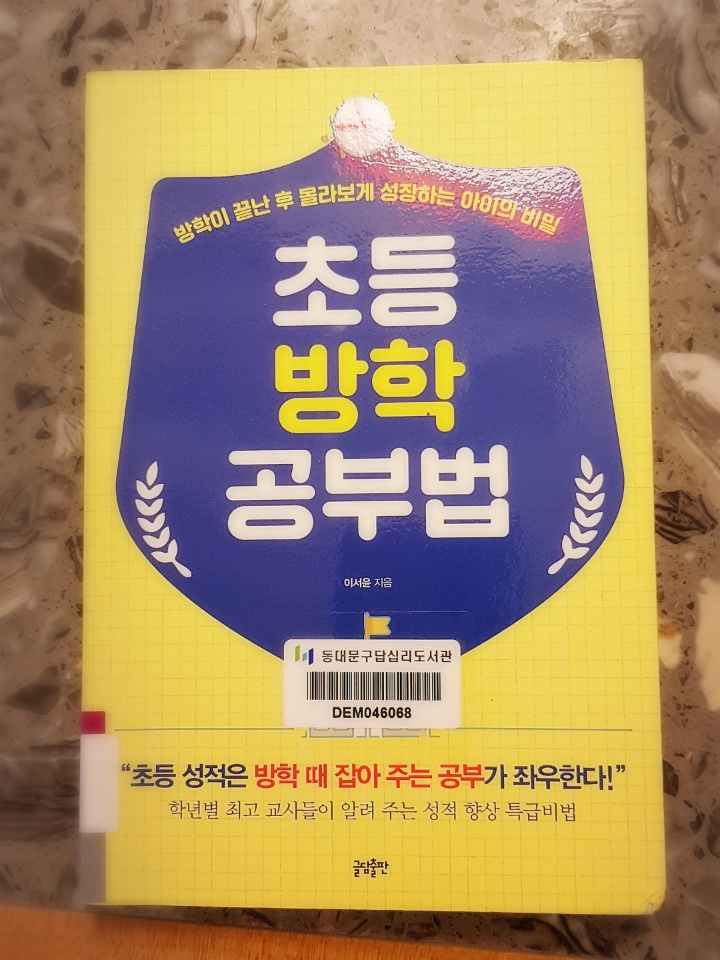 방학이 끝난 후 몰라보게 성장하는 아이의 비밀
초등
방학
공부법
이서윤 지음
동대문구답십리도서관
DEM046068
“초등 성적은 방학 때 잡아 주는 공부가 좌우한다!”
학년별 최고 교사들이 알려 주는 성적 향상 특급비법
글담출판